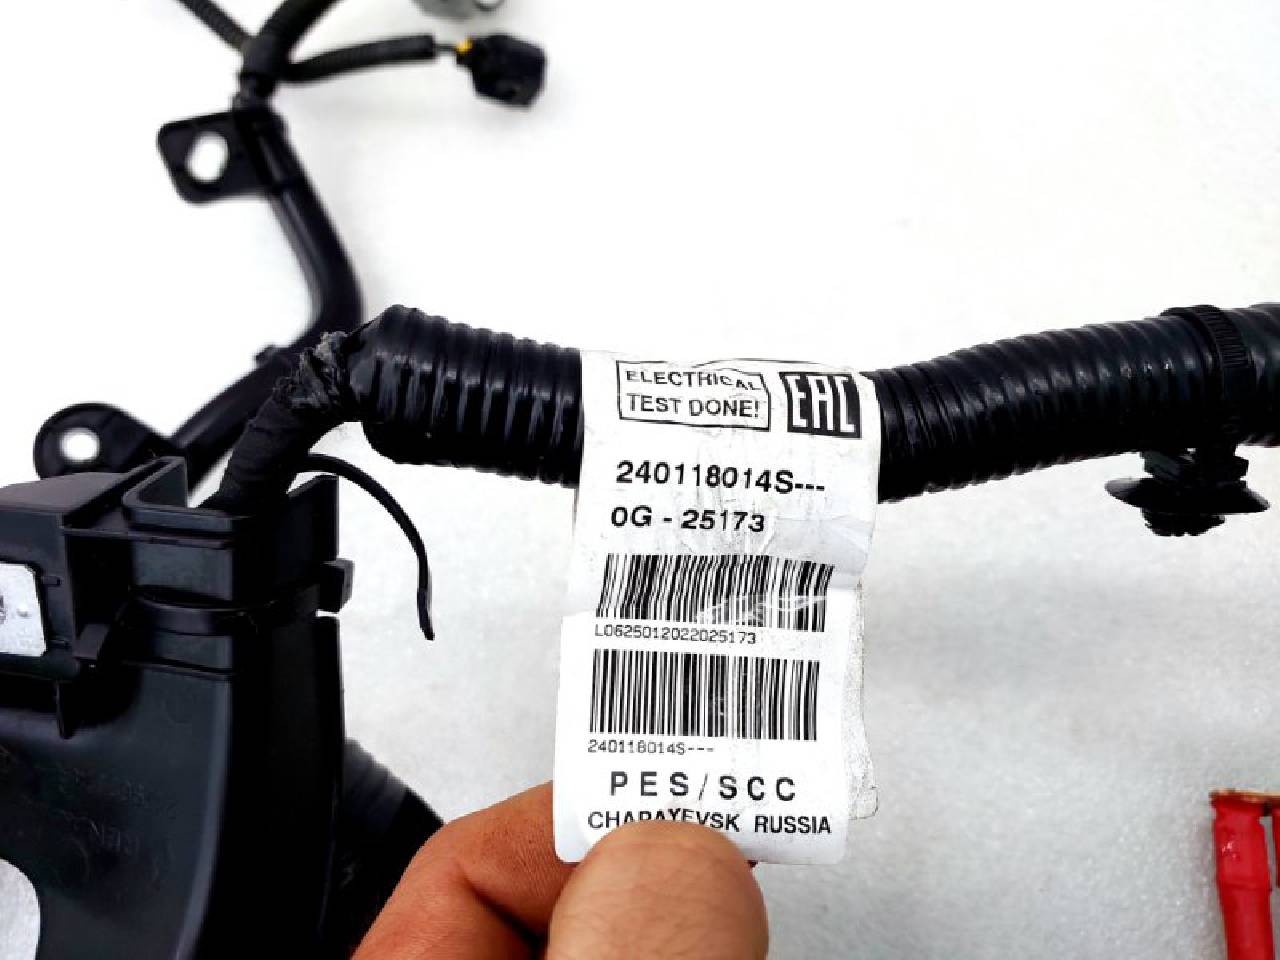 ELECTRICAL
TEST DONE!
EAC
240118014S---
0G - 25173
L0625012022025173
240118014S---
PES/SCC
CHAPAYEVSK RUSSIA